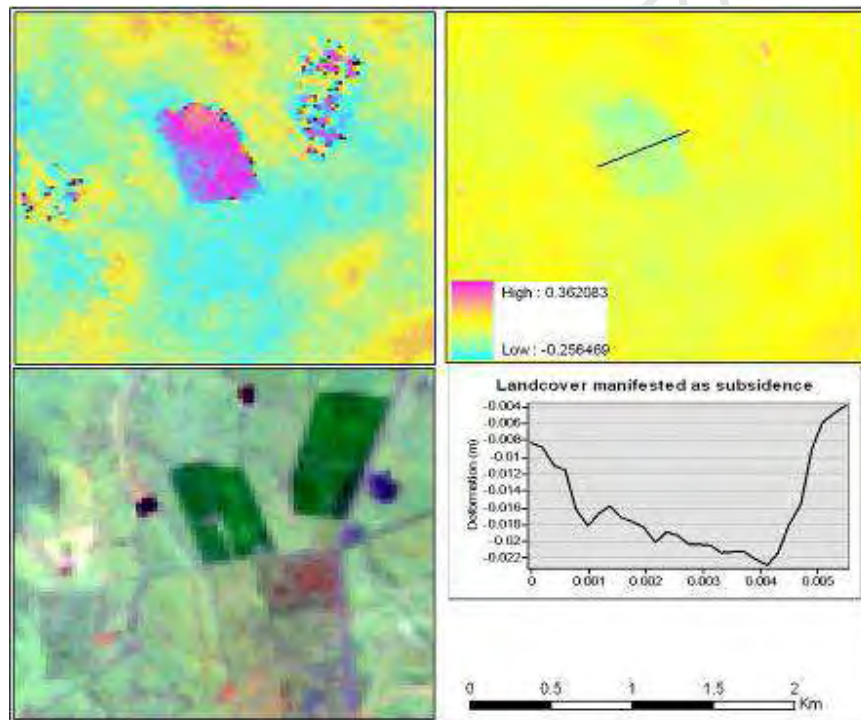 High : 0.362083
Low : -0.256469
Landcover manifested as subsidence
Deformation (m)
-0.004
-0.006
-0.008
-0.01
-0.012
-0.014
-0.016
-0.018
-0.02
-0.022
0 0.001 0.002 0.003 0.004 0.005
0 0.5 1 1.5 2
Km